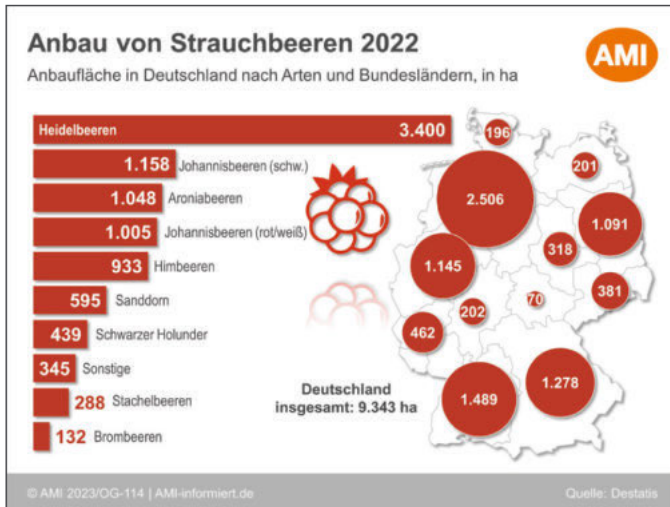 Anbau von Strauchbeeren 2022
Anbaufläche in Deutschland nach Arten und Bundesländern, in ha
AMI
Heidelbeeren 3.400
1.158 Johannisbeeren (schw.)
1.048 Aroniabeeren
1.005 Johannisbeeren (rot/weiß)
933 Himbeeren
595 Sanddorn
439 Schwarzer Holunder
345 Sonstige
288 Stachelbeeren
132 Brombeeren
196
201
2.506
1.091
318
1.145
381
70
202
462
1.278
1.489
Deutschland
insgesamt: 9.343 ha
© AMI 2023/OG-114 | AMI-informiert.de
Quelle: Destatis